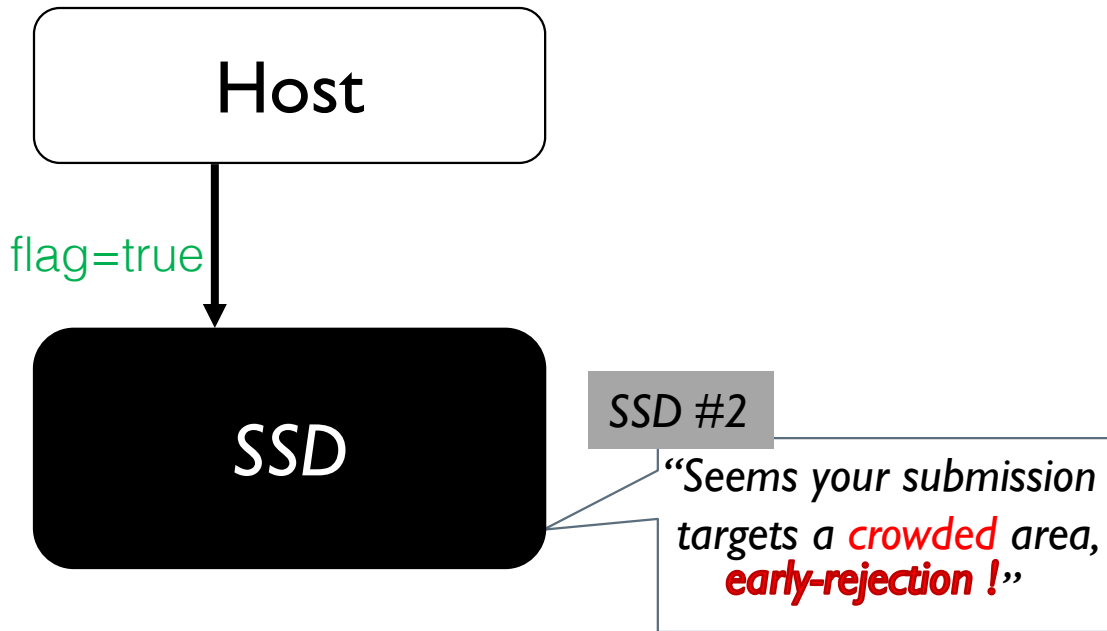 Host
flag=true
SSD
SSD #2
“Seems your submission
targets a crowded area,
early-rejection !”